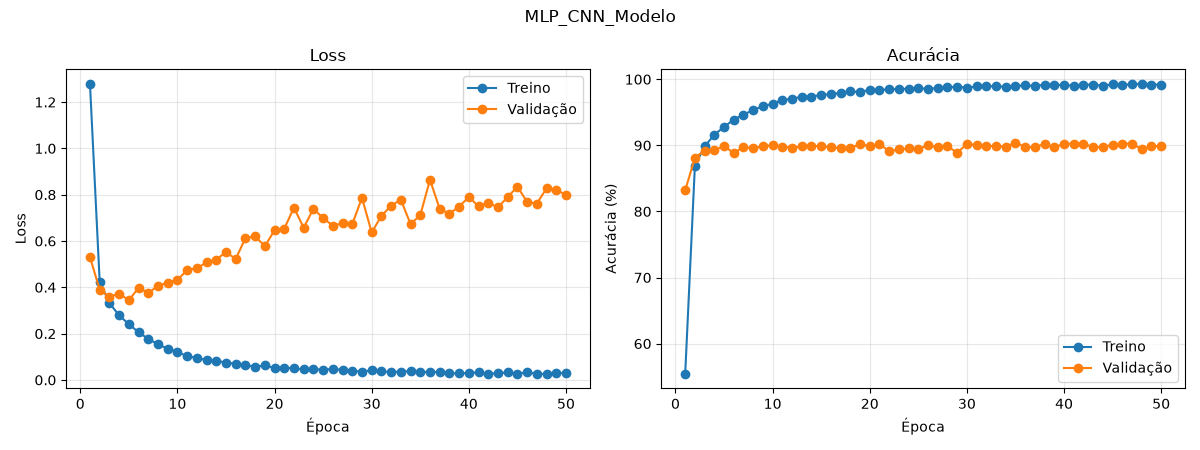 MLP_CNN_Modelo
Loss
Loss
1.2
1.0
0.8
0.6
0.4
0.2
0.0
0 10 20 30 40 50
Época
Treino
Validação
Acurácia
Acurácia (%)
100
90
80
70
60
0 10 20 30 40 50
Época
Treino
Validação